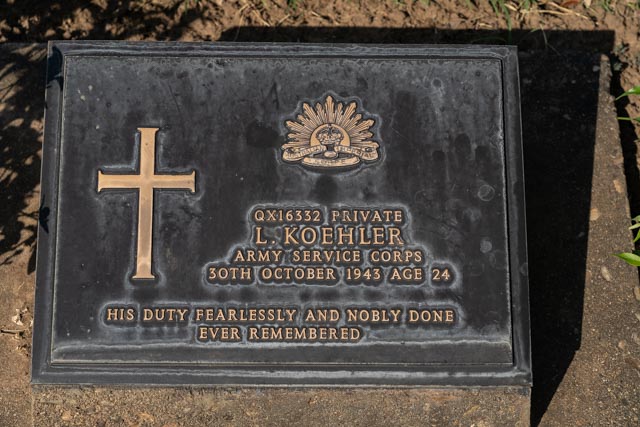 QX16332 PRIVATE
L. KOEHLER
ARMY SERVICE CORPS
30TH OCTOBER 1943 AGE 24
HIS DUTY FEARLESSLY AND NOBLY DONE
EVER REMEMBERED